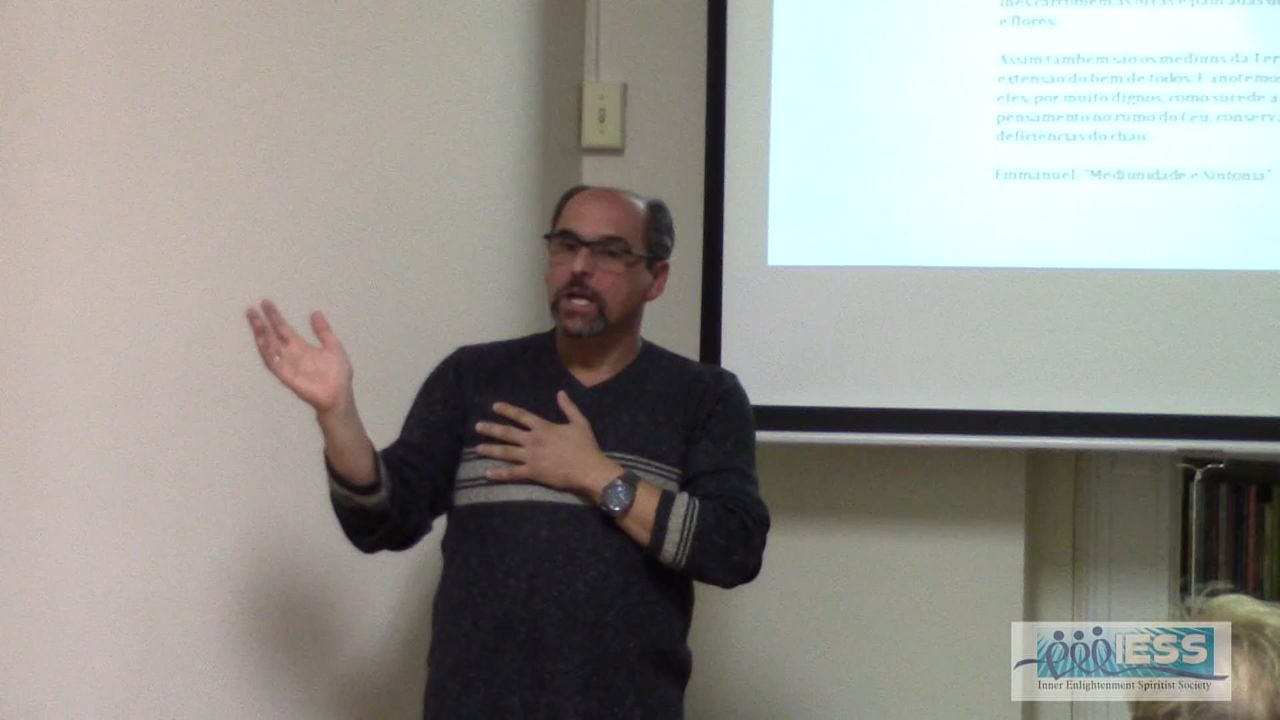 e flores.
Assim também são os médiuns da
extensão do bem de todos. E anotemos
eles, por muito dignos, como sucede a
pensamento no rumo do Céu,
deficiências do chão.
Emmanuel, "Mediunidade e Sintonia".
IESS
Inner Enlightenment Spiritist Society